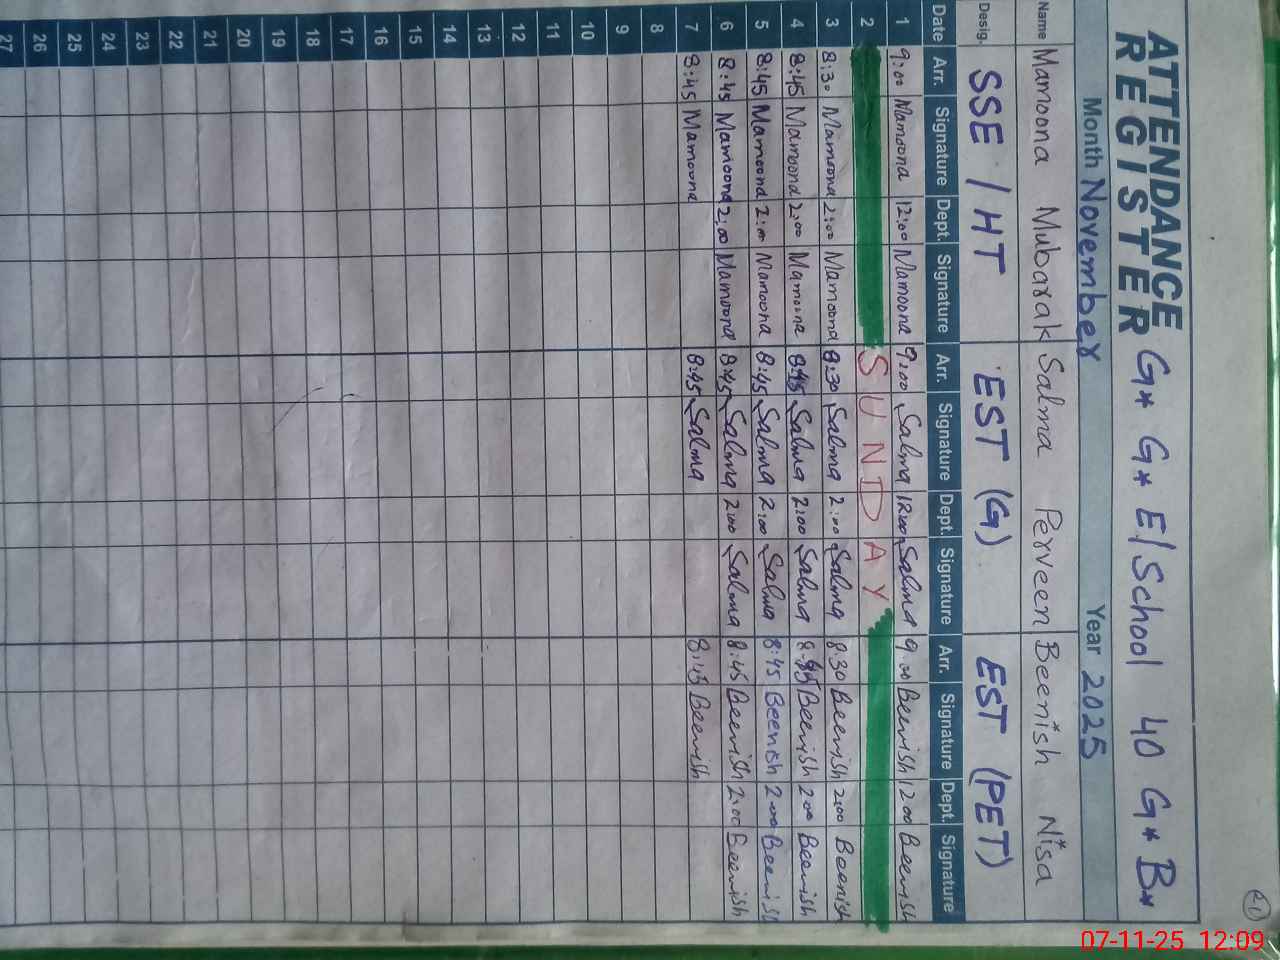 21
ATTENDANCE REGISTER G* G* E/School 40 G* B*
Month November Year 2025
Name Mamoona Mubarak Salma Perveen Beenish Nisa
Desig. SSE / HT EST (G) EST (PET)
Date Arr. Signature Dept. Signature Arr. Signature Dept. Signature Arr. Signature Dept. Signature
1 9:00 Mamoona 12:00 Mamoona 9:00 Salma 12:00 Salma 9.00 Beenish 12:00 Beenish
2 SUNDAY
3 8:30 Mamoona 2:00 Mamoona 8:30 Salma 2:00 Salma 8.30 Beenish 2:00 Beenish
4 8:45 Mamoona 2:00 Mamoona 8:45 Salma 2:00 Salma 8.45 Beenish 2:00 Beenish
5 8:45 Mamoona 2:00 Mamoona 8:45 Salma 2:00 Salma 8:45 Beenish 2:00 Beenish
6 8:45 Mamoona 2:00 Mamoona 8:45 Salma 2:00 Salma 8:45 Beenish 2:00 Beenish
7 8:45 Mamoona 8:45 Salma 8:45 Beenish
8
9
10
11
12
13
14
15
16
17
18
19
20
21
22
23
24
25
26
27
07-11-25 12:09